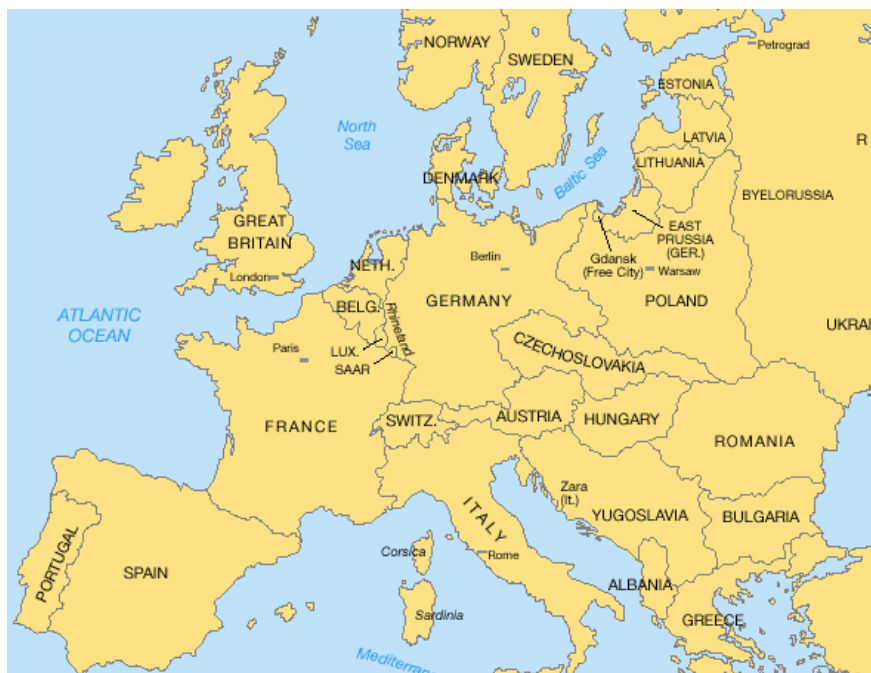 NORWAY
SWEDEN
Petrograd
ESTONIA
North
Sea
LATVIA
R
LITHUANIA
Baltic Sea
DENMARK
BYELORUSSIA
GREAT
BRITAIN
EAST
PRUSSIA
(GER.)
NETH.
Berlin
Gdansk
(Free City)
Warsaw
London
BELG.
Rhineland
GERMANY
POLAND
ATLANTIC
OCEAN
UKRAI
Paris
LUX.
SAAR
CZECHOSLOVAKIA
FRANCE
SWITZ.
AUSTRIA
HUNGARY
ROMANIA
Zara
(It.)
ITALY
YUGOSLAVIA
BULGARIA
PORTUGAL
SPAIN
Corsica
Rome
ALBANIA
Sardinia
GREECE
Mediterran